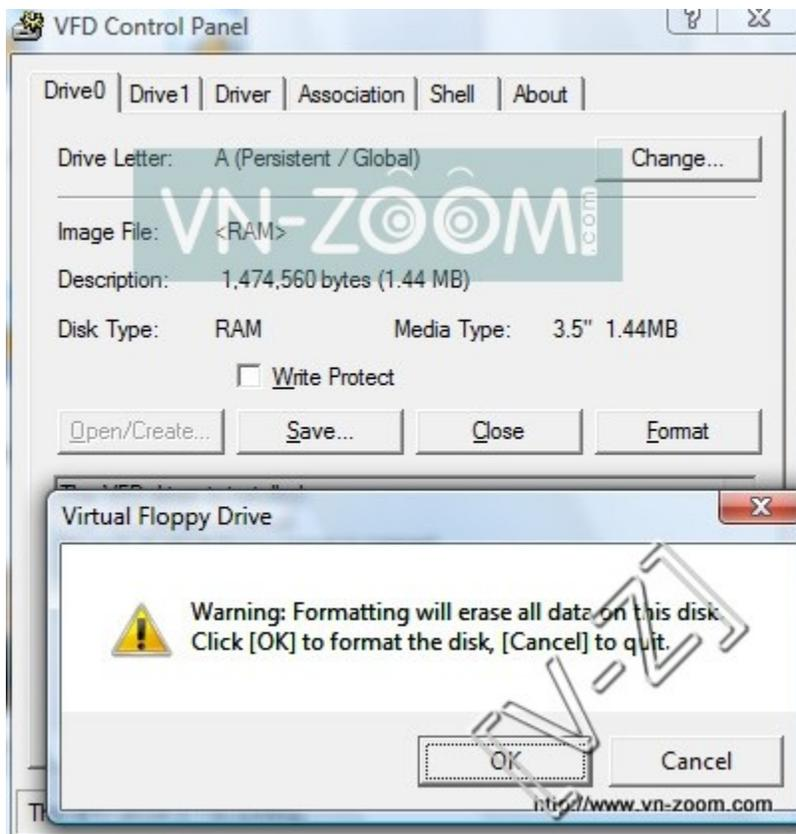 VFD Control Panel
Drive0 Drive1 Driver Association Shell About
Drive Letter: A (Persistent / Global) Change...
VN-ZOOM.com
Image File: <RAM>
Description: 1,474,560 bytes (1.44 MB)
Disk Type: RAM Media Type: 3.5" 1.44MB
Write Protect
Open/Create... Save... Close Format
Virtual Floppy Drive
Warning: Formatting will erase all data on this disk.
Click [OK] to format the disk, [Cancel] to quit.
[V-Z]
OK Cancel
http://www.vn-zoom.com